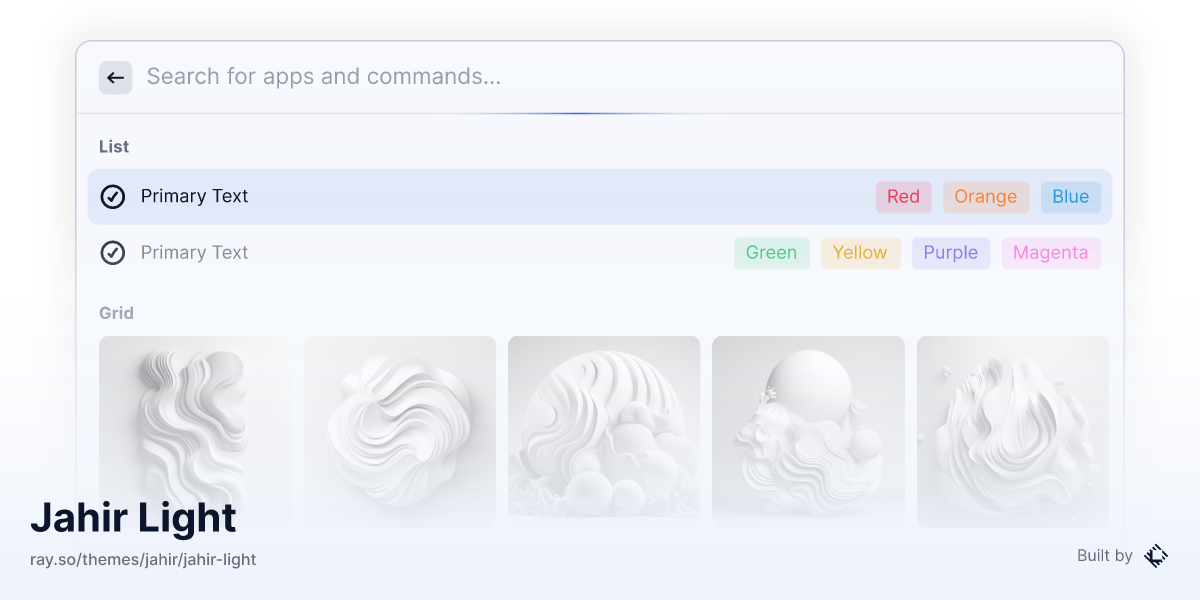 Search for apps and commands...
List
Primary Text Red Orange Blue
Primary Text Green Yellow Purple Magenta
Grid
Jahir Light
ray.so/themes/jahir/jahir-light
Built by